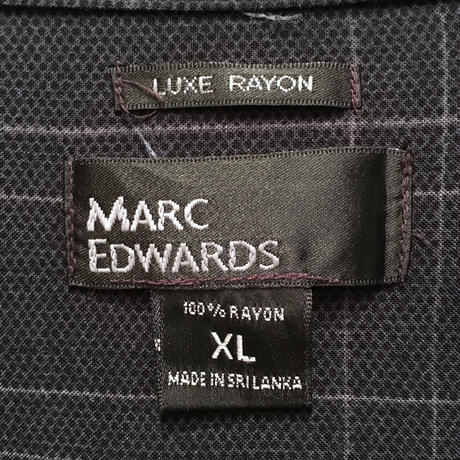 LUXE RAYON
MARC
EDWARDS
100% RAYON
XL
MADE IN SRI LANKA